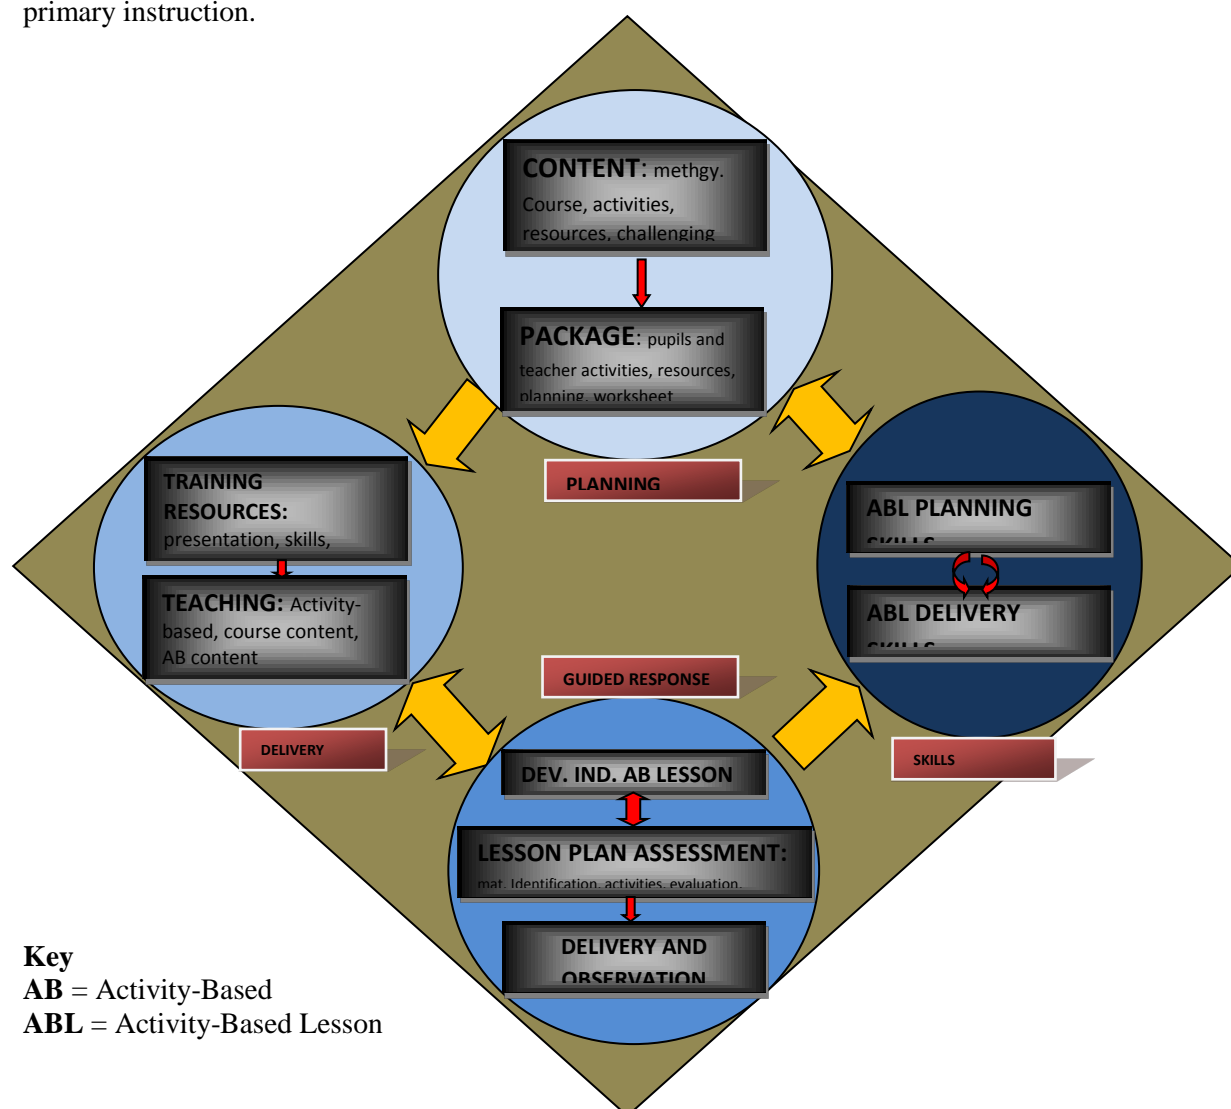 primary instruction.
CONTENT: methgy.
Course, activities,
resources, challenging
PACKAGE: pupils and
teacher activities, resources,
planning, worksheet
PLANNING
TRAINING
RESOURCES:
presentation, skills,
TEACHING: Activity-
based, course content,
AB content
DELIVERY
ABL PLANNING
SKILLS
ABL DELIVERY
SKILLS
SKILLS
GUIDED RESPONSE
DEV. IND. AB LESSON
LESSON PLAN ASSESSMENT:
mat. Identification, activities, evaluation,
DELIVERY AND
OBSERVATION
Key
AB = Activity-Based
ABL = Activity-Based Lesson